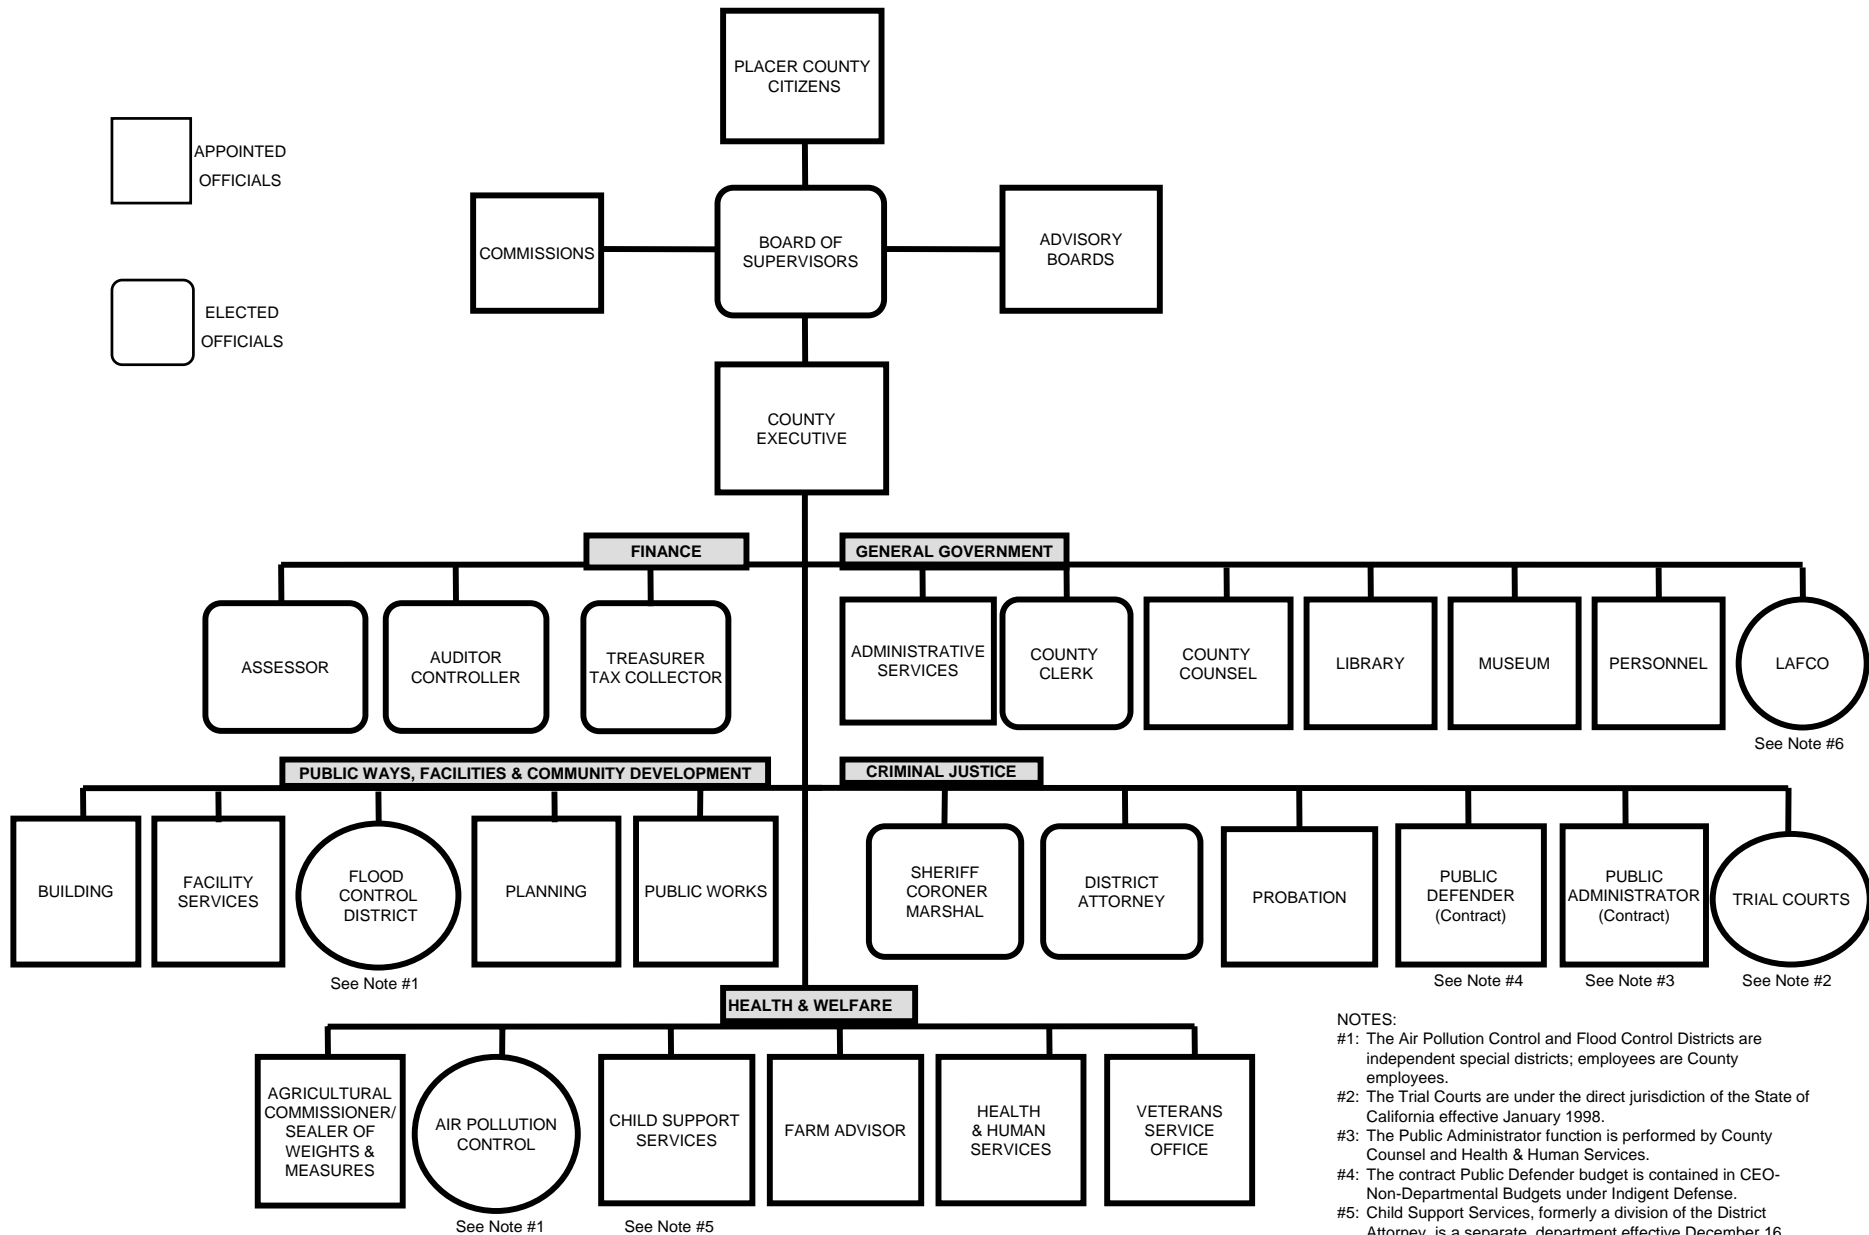 PLACER COUNTY
CITIZENS
APPOINTED
OFFICIALS
COMMISSIONS
BOARD OF
SUPERVISORS
ADVISORY
BOARDS
ELECTED
OFFICIALS
COUNTY
EXECUTIVE
FINANCE
GENERAL GOVERNMENT
ASSESSOR
AUDITOR
CONTROLLER
TREASURER
TAX COLLECTOR
ADMINISTRATIVE
SERVICES
COUNTY
CLERK
COUNTY
COUNSEL
LIBRARY
MUSEUM
PERSONNEL
LAFCO
See Note #6
PUBLIC WAYS, FACILITIES & COMMUNITY DEVELOPMENT
CRIMINAL JUSTICE
BUILDING
FACILITY
SERVICES
FLOOD
CONTROL
DISTRICT
See Note #1
PLANNING
PUBLIC WORKS
SHERIFF
CORONER
MARSHAL
DISTRICT
ATTORNEY
PROBATION
PUBLIC
DEFENDER
(Contract)
See Note #4
PUBLIC
ADMINISTRATOR
(Contract)
See Note #3
TRIAL COURTS
See Note #2
HEALTH & WELFARE
AGRICULTURAL
COMMISSIONER/
SEALER OF
WEIGHTS &
MEASURES
AIR POLLUTION
CONTROL
See Note #1
CHILD SUPPORT
SERVICES
See Note #5
FARM ADVISOR
HEALTH
& HUMAN
SERVICES
VETERANS
SERVICE
OFFICE
NOTES:
#1: The Air Pollution Control and Flood Control Districts are
independent special districts; employees are County
employees.
#2: The Trial Courts are under the direct jurisdiction of the State of
California effective January 1998.
#3: The Public Administrator function is performed by County
Counsel and Health & Human Services.
#4: The contract Public Defender budget is contained in CEO-
Non-Departmental Budgets under Indigent Defense.
#5: Child Support Services, formerly a division of the District
Attorney, is a separate department effective December 16